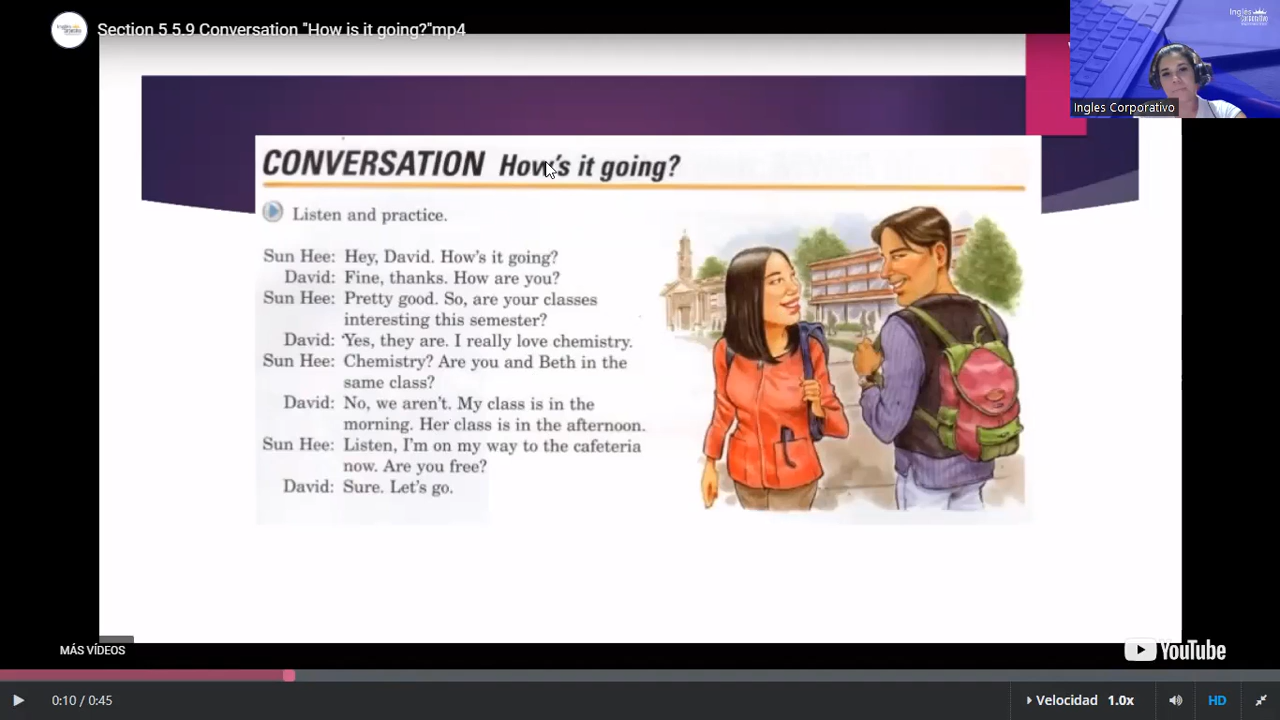 Section 5 5.9 Conversation "How is it going?"mp4
Ingles Corporativo
CONVERSATION How's it going?
Listen and practice.
Sun Hee: Hey, David. How's it going?
David: Fine, thanks. How are you?
Sun Hee: Pretty good. So, are your classes
interesting this semester?
David: Yes, they are. I really love chemistry.
Sun Hee: Chemistry? Are you and Beth in the
same class?
David: No, we aren't. My class is in the
morning. Her class is in the afternoon.
Sun Hee: Listen, I'm on my way to the cafeteria
now. Are you free?
David: Sure. Let's go.
MÁS VÍDEOS
YouTube
0:10 / 0:45
Velocidad 1.0x
HD